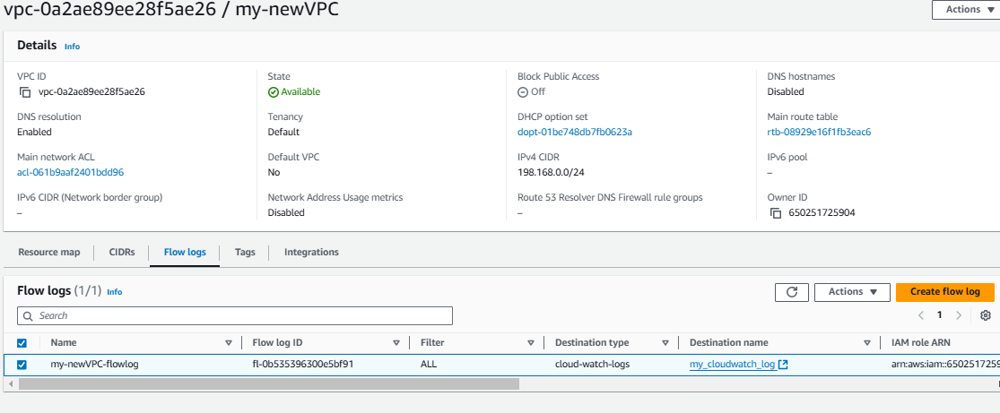 vpc-0a2ae89ee28f5ae26 / my-newVPC
Actions
Details Info
VPC ID State Block Public Access DNS hostnames
vpc-0a2ae89ee28f5ae26 Available Off Disabled
DNS resolution Tenancy DHCP option set Main route table
Enabled Default dopt-01be748db7fb0623a rtb-08929e16f1fb3eac6
Main network ACL Default VPC IPv4 CIDR IPv6 pool
acl-061b9aaf2401bdd96 No 198.168.0.0/24 –
IPv6 CIDR (Network border group) Network Address Usage metrics Route 53 Resolver DNS Firewall rule groups Owner ID
– Disabled – 650251725904
Resource map CIDRs Flow logs Tags Integrations
Flow logs (1/1) Info Actions Create flow log
Search 1
Name Flow log ID Filter Destination type Destination name IAM role ARN
my-newVPC-flowlog fl-0b535396300e5bf91 ALL cloud-watch-logs my_cloudwatch_log arn:aws:iam::6502517259